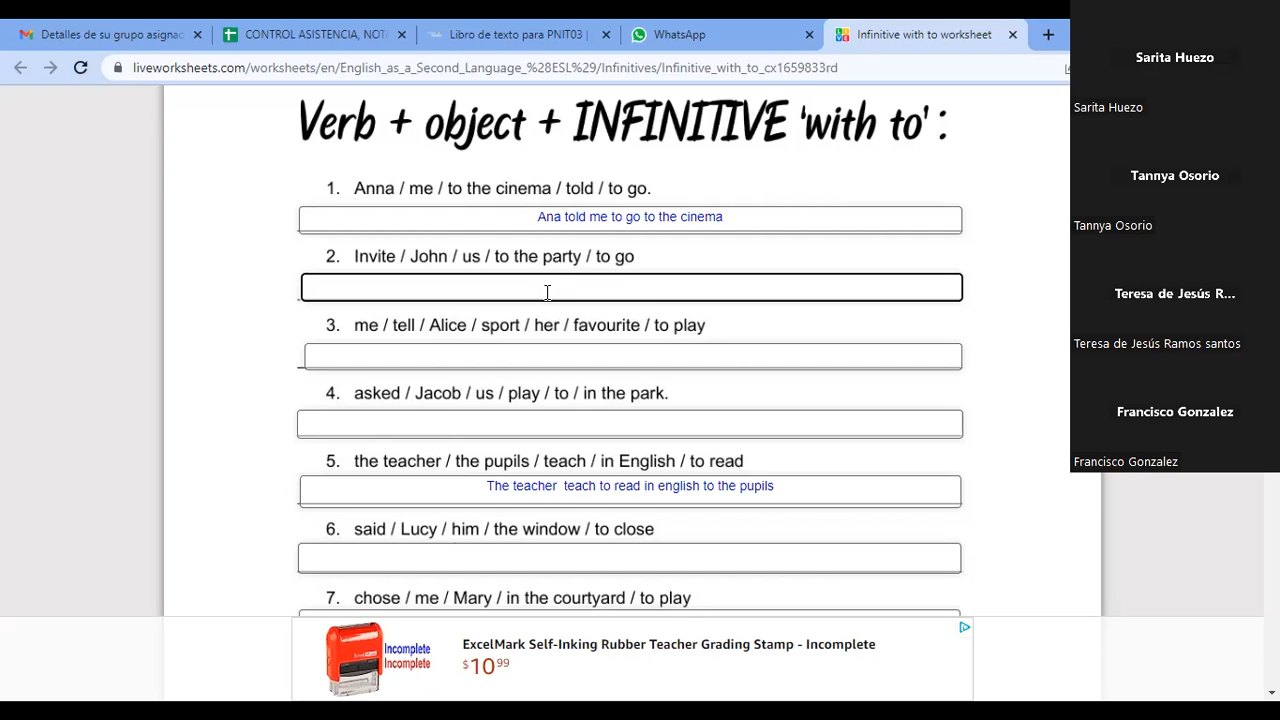 Detalles de su grupo asigna
CONTROL ASISTENCIA, NOT
Libro de texto para PNIT03 |
WhatsApp
Infinitive with to worksheet
liveworksheets.com/worksheets/en/English_as_a_Second_Language_%28ESL%29/Infinitives/Infinitive_with_to_cx1659833rd
Verb + object + INFINITIVE 'with to' :
1. Anna / me / to the cinema / told / to go.
Ana told me to go to the cinema
2. Invite / John / us / to the party / to go
3. me / tell / Alice / sport / her / favourite / to play
4. asked / Jacob / us / play / to / in the park.
5. the teacher / the pupils / teach / in English / to read
The teacher teach to read in english to the pupils
6. said / Lucy / him / the window / to close
7. chose / me / Mary / in the courtyard / to play
Incomplete
Incomplete
ExcelMark Self-Inking Rubber Teacher Grading Stamp - Incomplete
$10 99
Sarita Huezo
Sarita Huezo
Tannya Osorio
Tannya Osorio
Teresa de Jesús R...
Teresa de Jesús Ramos santos
Francisco Gonzalez
Francisco Gonzalez